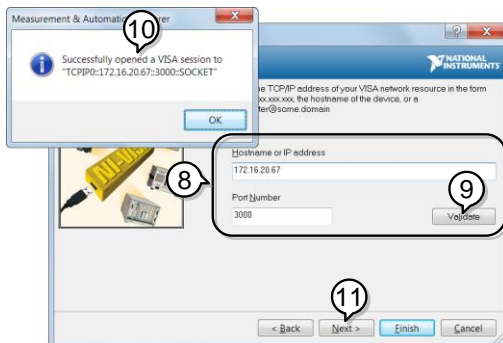 Measurement & Automation
rer
10
Successfully opened a VISA session to
"TCPIP0::172.16.20.67::3000::SOCKET"
OK
NATIONAL
INSTRUMENTS
TCP/IP address of your VISA network resource in the form
xxx.xxx, the hostname of the device, or a
@some.domain
NI-VISA
8
Hostname or IP address
172.16.20.67
9
Port Number
3000
Validate
11
< Back
Next >
Finish
Cancel